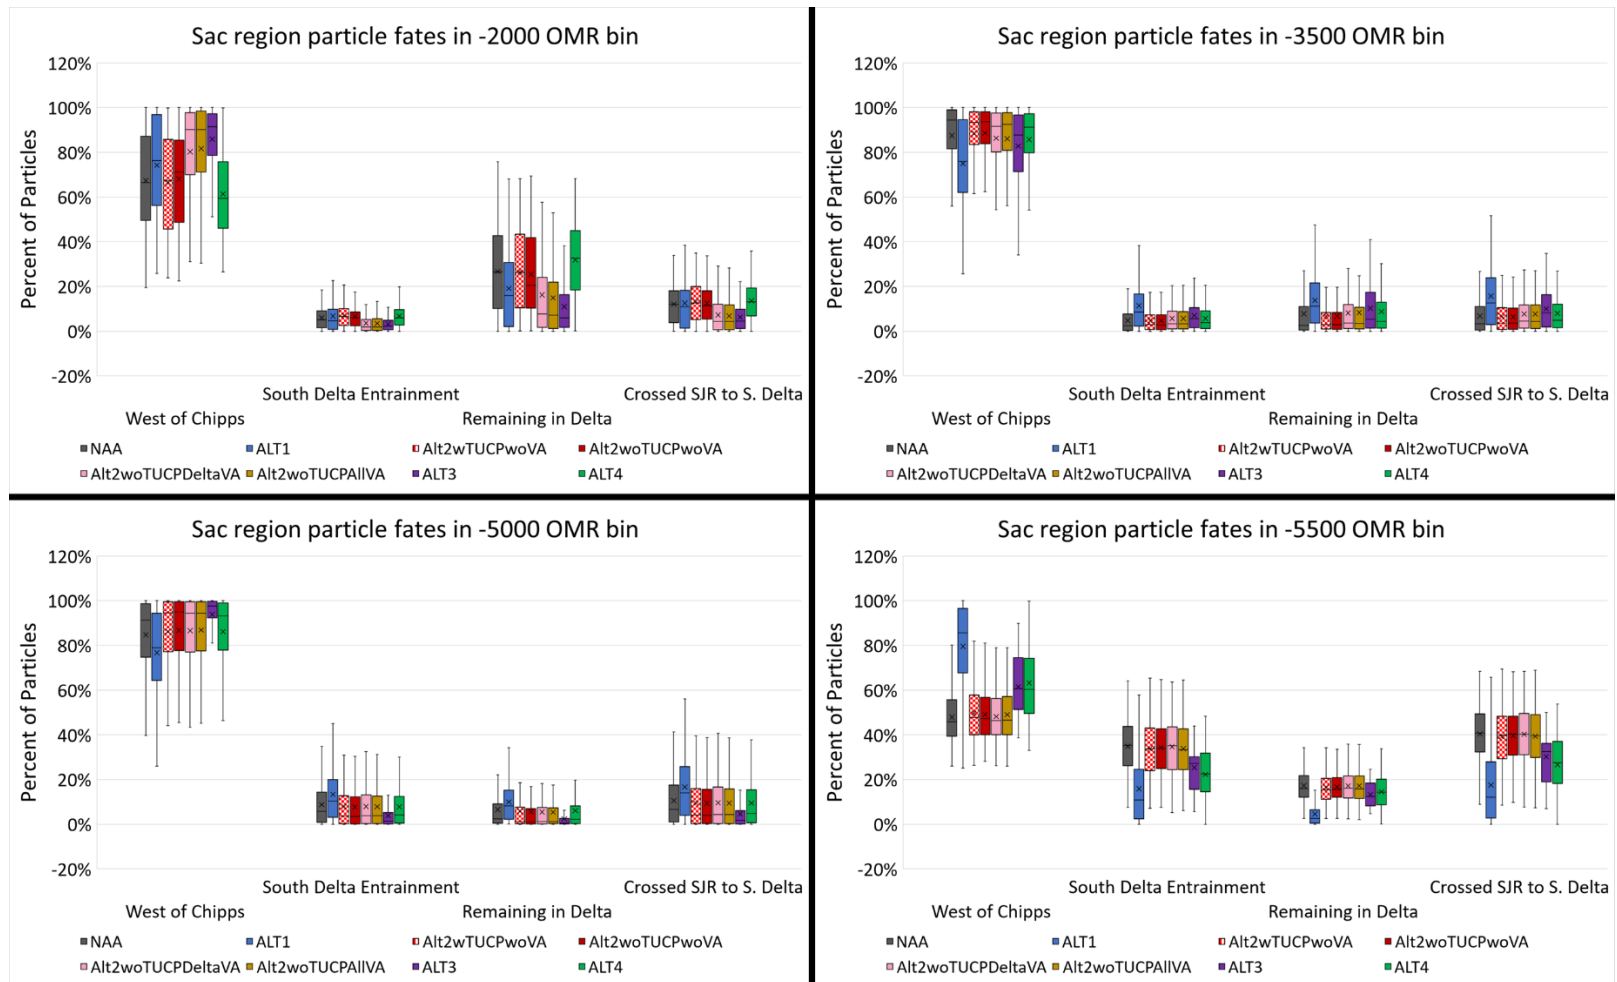 Sac region particle fates in -2000 OMR bin
120%
100%
80%
60%
40%
20%
0%
-20%
Percent of Particles
South Delta Entrainment Crossed SJR to S. Delta
West of Chipps Remaining in Delta
NAA ALT1 Alt2wTUCPwoVA Alt2woTUCPwoVA
Alt2woTUCPDeltaVA Alt2woTUCPAllVA ALT3 ALT4
Sac region particle fates in -3500 OMR bin
120%
100%
80%
60%
40%
20%
0%
-20%
Percent of Particles
South Delta Entrainment Crossed SJR to S. Delta
West of Chipps Remaining in Delta
NAA ALT1 Alt2wTUCPwoVA Alt2woTUCPwoVA
Alt2woTUCPDeltaVA Alt2woTUCPAllVA ALT3 ALT4
Sac region particle fates in -5000 OMR bin
120%
100%
80%
60%
40%
20%
0%
-20%
Percent of Particles
South Delta Entrainment Crossed SJR to S. Delta
West of Chipps Remaining in Delta
NAA ALT1 Alt2wTUCPwoVA Alt2woTUCPwoVA
Alt2woTUCPDeltaVA Alt2woTUCPAllVA ALT3 ALT4
Sac region particle fates in -5500 OMR bin
120%
100%
80%
60%
40%
20%
0%
-20%
Percent of Particles
South Delta Entrainment Crossed SJR to S. Delta
West of Chipps Remaining in Delta
NAA ALT1 Alt2wTUCPwoVA Alt2woTUCPwoVA
Alt2woTUCPDeltaVA Alt2woTUCPAllVA ALT3 ALT4